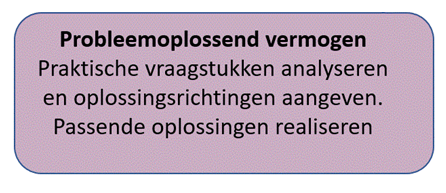 Probleemoplossend vermogen
Praktische vraagstukken analyseren
en oplossingsrichtingen aangeven.
Passende oplossingen realiseren